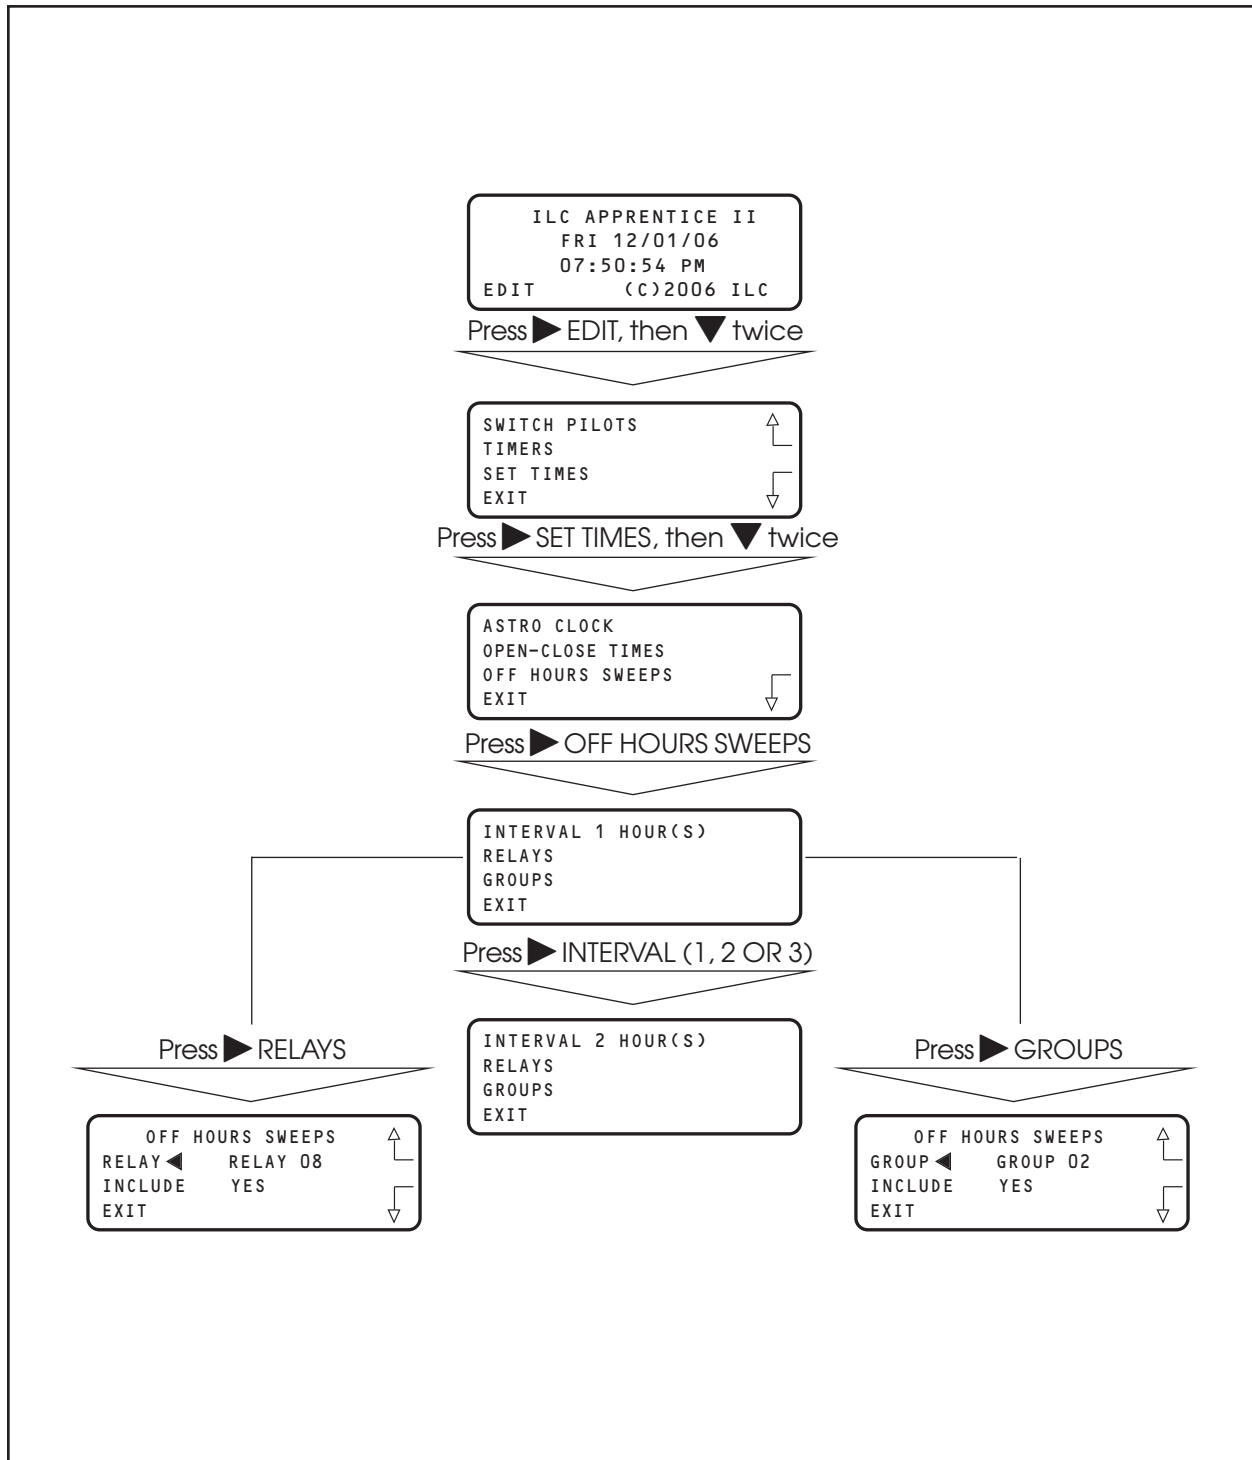 ILC APPRENTICE II
FRI 12/01/06
07:50:54 PM
EDIT (C)2006 ILC
Press ▶ EDIT, then ▼ twice
SWITCH PILOTS
TIMERS
SET TIMES
EXIT
Press ▶ SET TIMES, then ▼ twice
ASTRO CLOCK
OPEN-CLOSE TIMES
OFF HOURS SWEEPS
EXIT
Press ▶ OFF HOURS SWEEPS
INTERVAL 1 HOUR(S)
RELAYS
GROUPS
EXIT
Press ▶ INTERVAL (1, 2 OR 3)
INTERVAL 2 HOUR(S)
RELAYS
GROUPS
EXIT
Press ▶ RELAYS
OFF HOURS SWEEPS
RELAY ◀ RELAY 08
INCLUDE YES
EXIT
Press ▶ GROUPS
OFF HOURS SWEEPS
GROUP ◀ GROUP 02
INCLUDE YES
EXIT